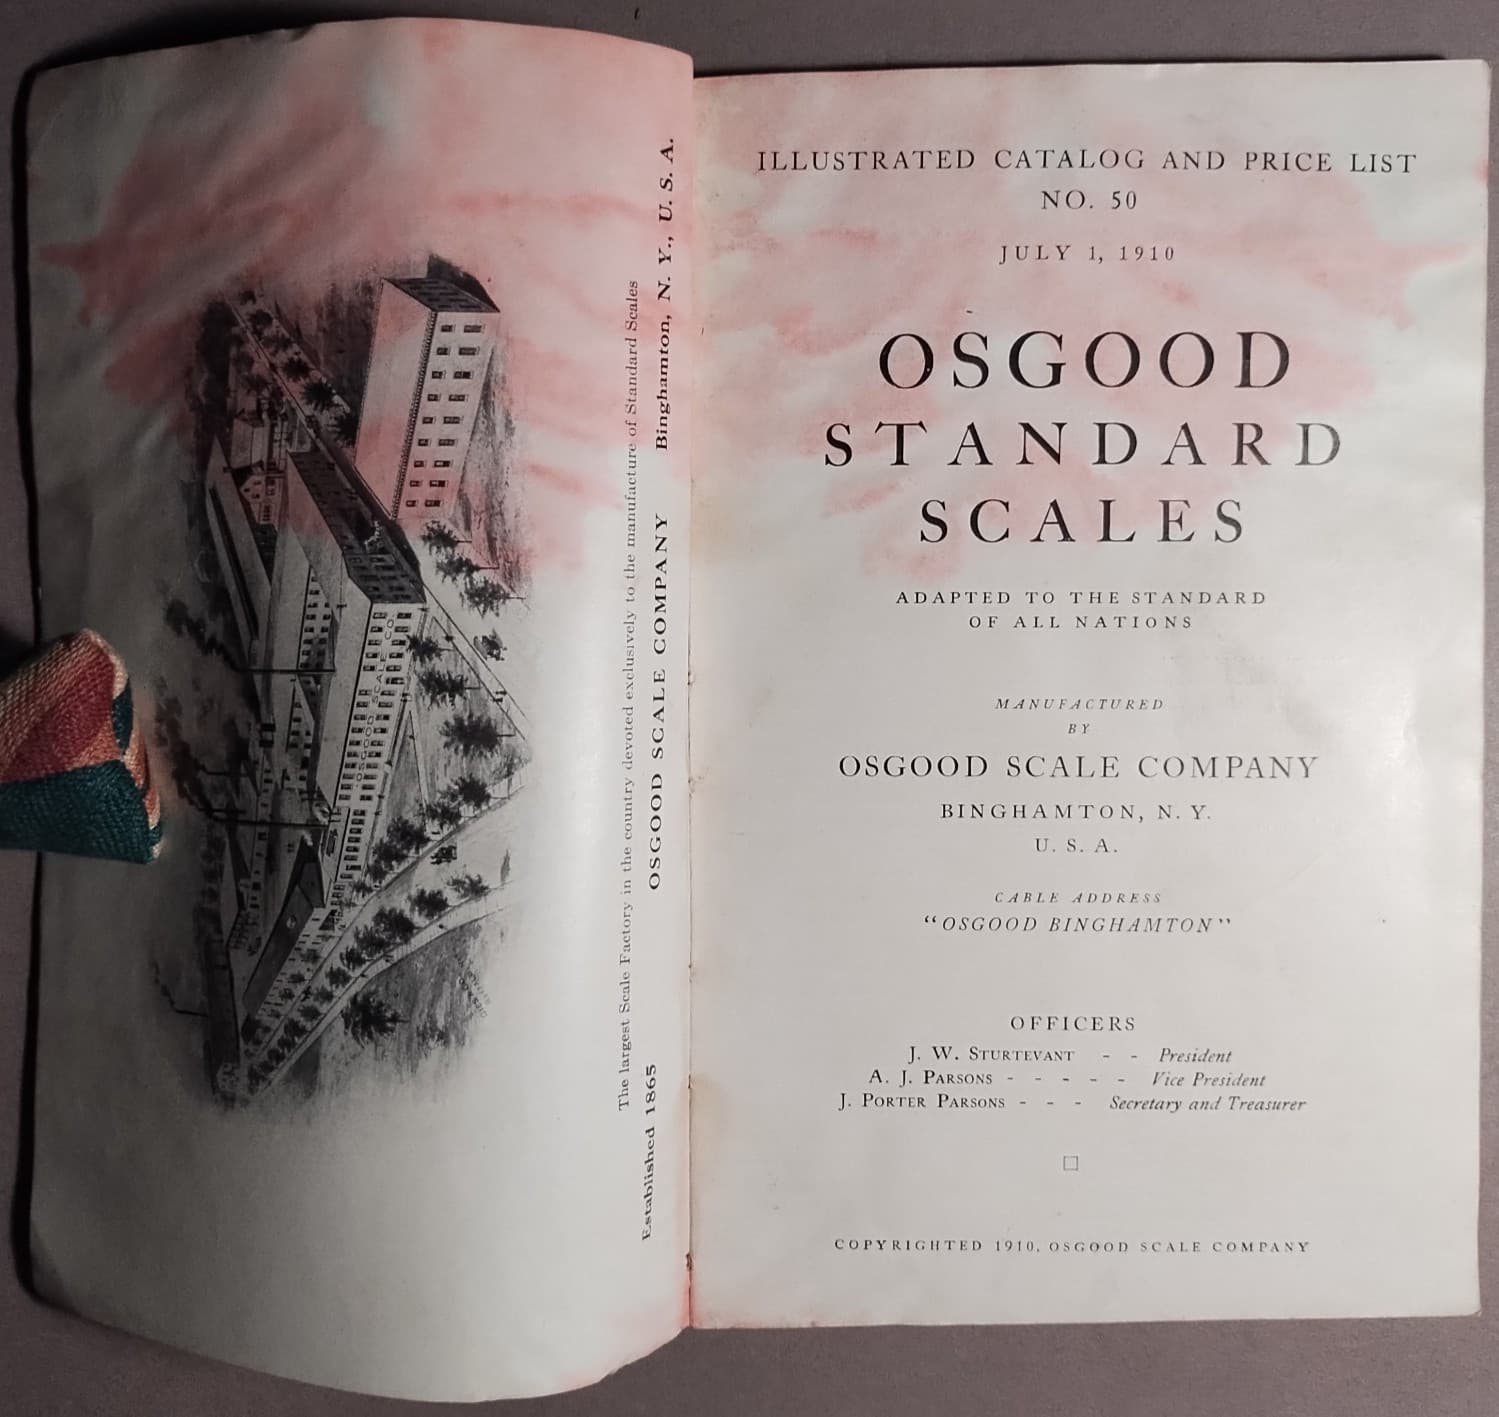 The largest Scale Factory in the country devoted exclusively to the manufacture of Standard Scales
Established 1865 OSGOOD SCALE COMPANY Binghamton, N. Y., U. S. A.
OSGOOD SCALE CO.
ILLUSTRATED CATALOG AND PRICE LIST
NO. 50
JULY 1, 1910
OSGOOD
STANDARD
SCALES
ADAPTED TO THE STANDARD
OF ALL NATIONS
MANUFACTURED
BY
OSGOOD SCALE COMPANY
BINGHAMTON, N. Y.
U. S. A.
CABLE ADDRESS
“OSGOOD BINGHAMTON”
OFFICERS
J. W. STURTEVANT - - President
A. J. PARSONS - - - - - Vice President
J. PORTER PARSONS - - - Secretary and Treasurer
COPYRIGHTED 1910, OSGOOD SCALE COMPANY